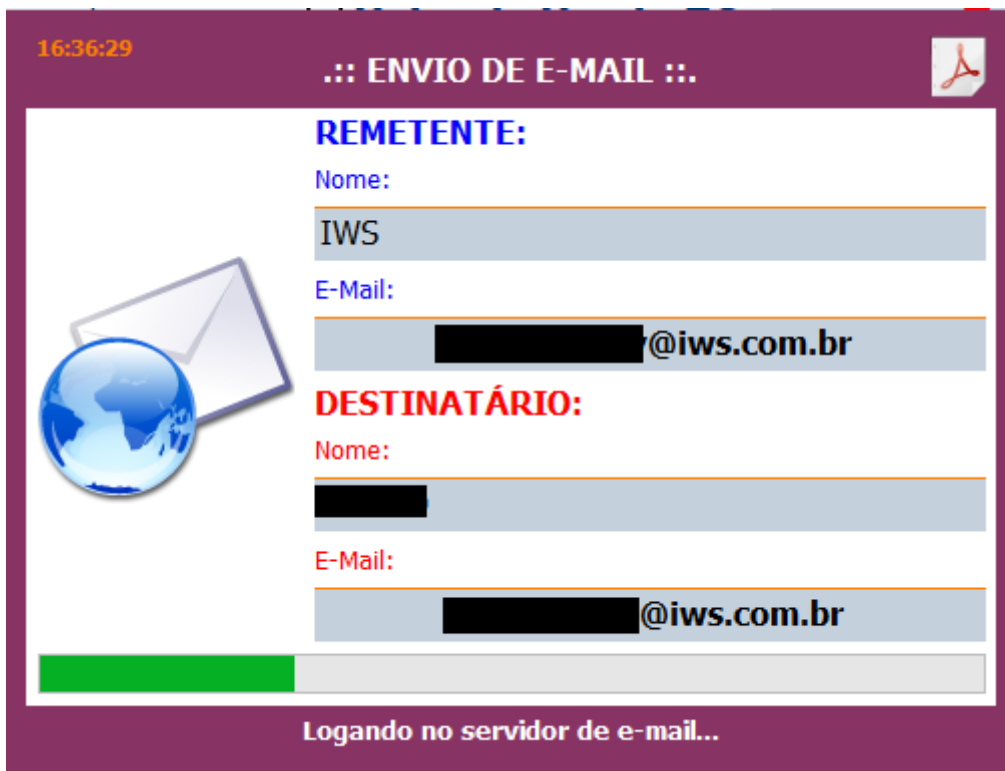 16:36:29
.:: ENVIO DE E-MAIL ::.
REMETENTE:
Nome:
IWS
E-Mail:
@iws.com.br
DESTINATÁRIO:
Nome:
E-Mail:
@iws.com.br
Logando no servidor de e-mail...